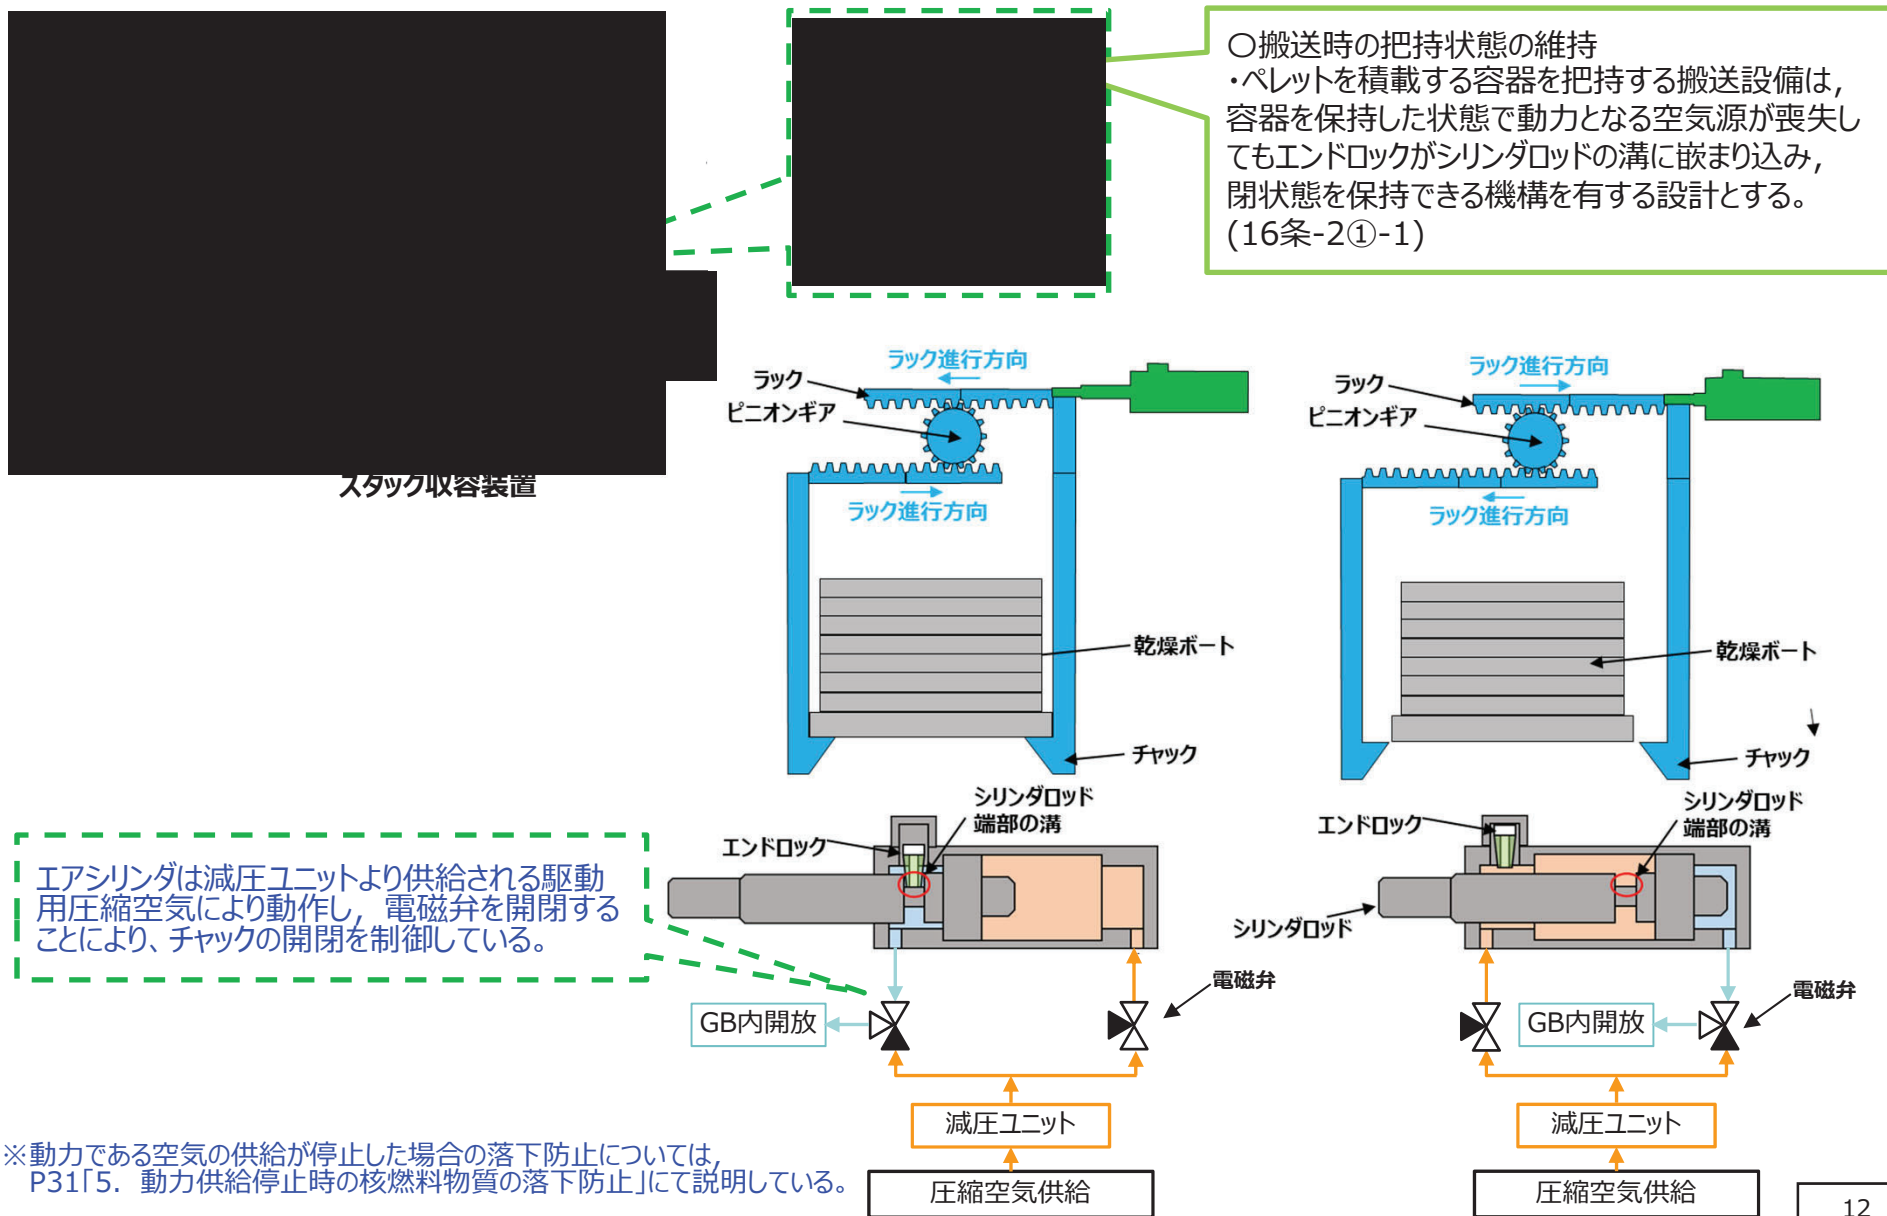 〇搬送時の把持状態の維持
・ペレットを積載する容器を把持する搬送設備は,
容器を保持した状態で動力となる空気源が喪失し
てもエンドロックがシリンダロッドの溝に嵌まり込み,
閉状態を保持できる機構を有する設計とする。
(16条-2①-1)
スタック収容装置
ラック進行方向
ラック
ピニオンギア
ラック進行方向
乾燥ボート
チャック
ラック進行方向
ラック
ピニオンギア
ラック進行方向
乾燥ボート
チャック
エアシリンダは減圧ユニットより供給される駆動
用圧縮空気により動作し, 電磁弁を開閉する
ことにより、チャックの開閉を制御している。
エンドロック
シリンダロッド
端部の溝
電磁弁
GB内開放
減圧ユニット
圧縮空気供給
エンドロック
シリンダロッド
端部の溝
シリンダロッド
電磁弁
GB内開放
減圧ユニット
圧縮空気供給
※動力である空気の供給が停止した場合の落下防止については,
P31「5. 動力供給停止時の核燃料物質の落下防止」にて説明している。
12